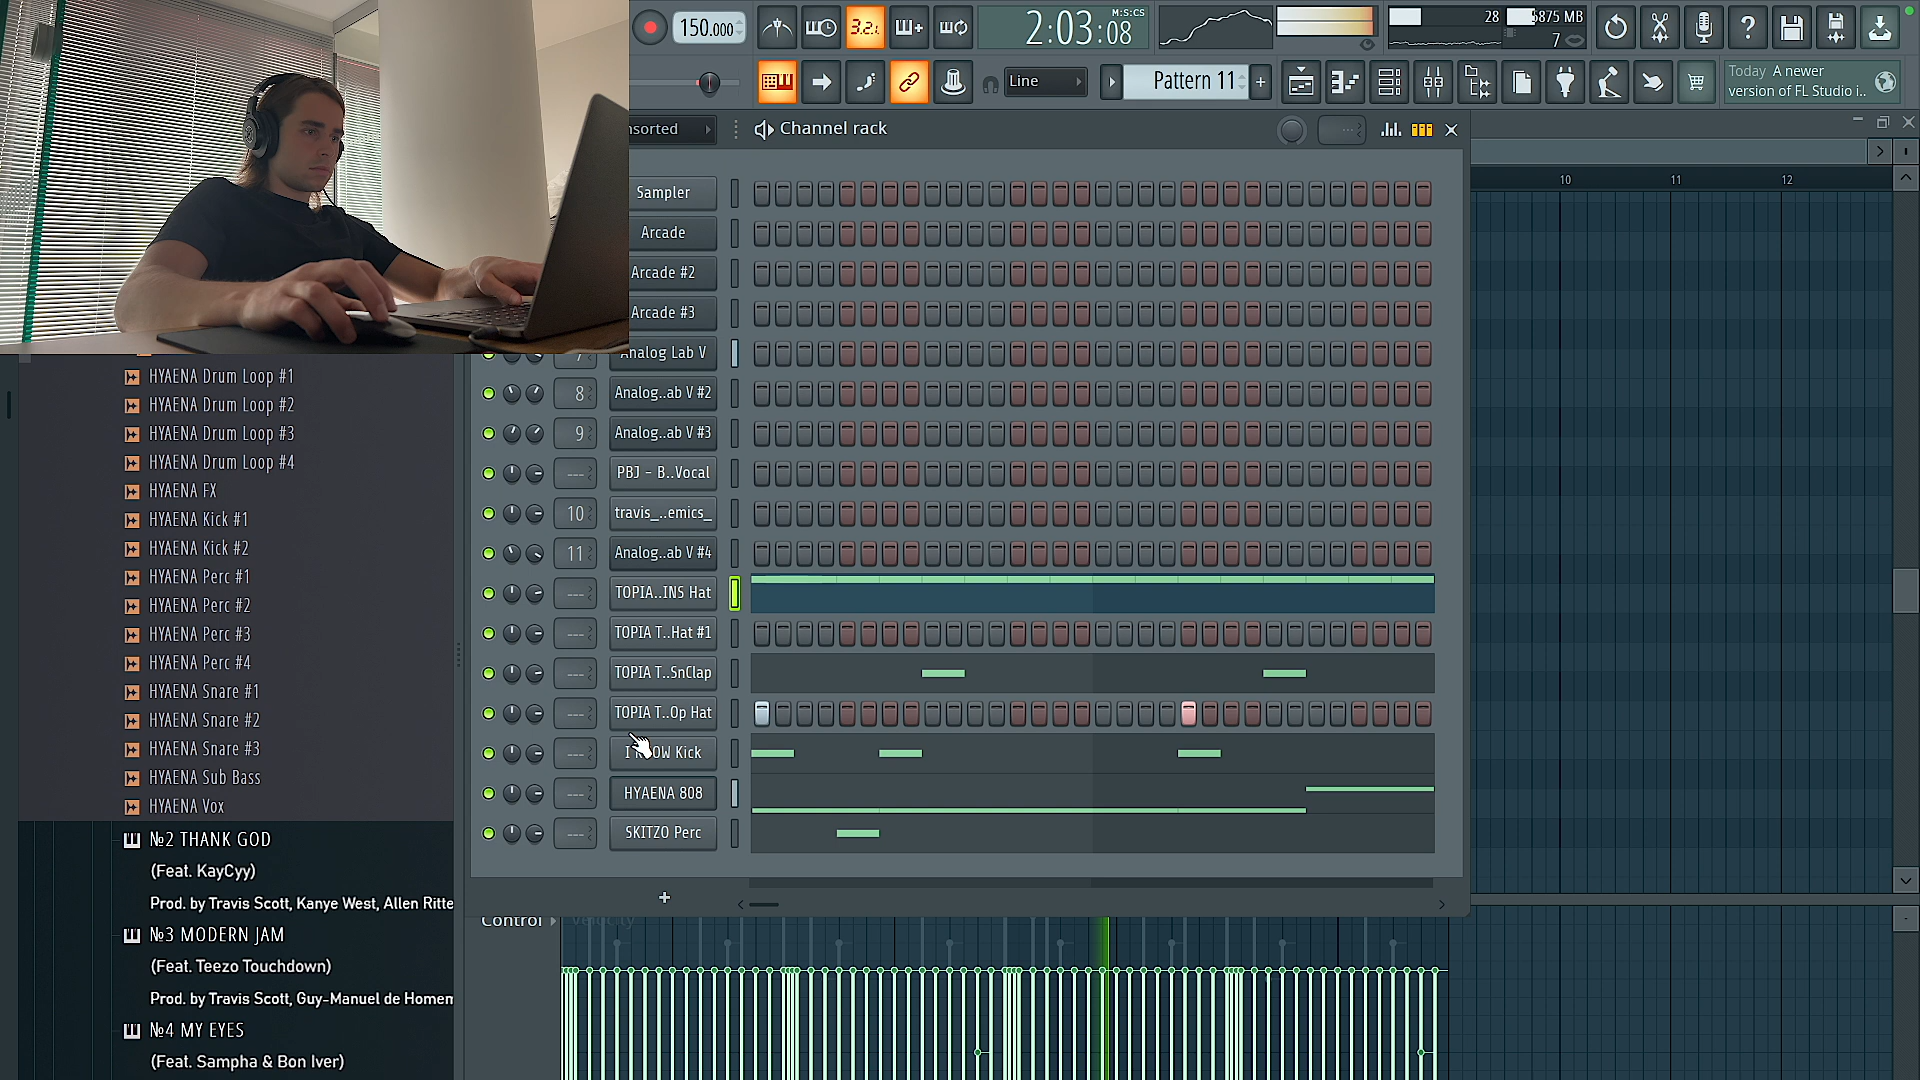 150.000
3.2.
M:S:CS
2:03:08
28
5875 MB
7
Line
Pattern 11
+
Today A newer
version of FL Studio i..
nsorted
Channel rack
10
11
12
Sampler
Arcade
Arcade #2
Arcade #3
Analog Lab V
8
Analog..ab V #2
9
Analog..ab V #3
---
PBJ - B..Vocal
10
travis_..emics_
11
Analog..ab V #4
---
TOPIA..INS Hat
---
TOPIA T..Hat #1
---
TOPIA T..SnClap
---
TOPIA T..Op Hat
---
---
HYAENA 808
---
SKITZO Perc
+
HYAENA Drum Loop #1
HYAENA Drum Loop #2
HYAENA Drum Loop #3
HYAENA Drum Loop #4
HYAENA FX
HYAENA Kick #1
HYAENA Kick #2
HYAENA Perc #1
HYAENA Perc #2
HYAENA Perc #3
HYAENA Perc #4
HYAENA Snare #1
HYAENA Snare #2
HYAENA Snare #3
HYAENA Sub Bass
HYAENA Vox
№2 THANK GOD
(Feat. KayCyy)
Prod. by Travis Scott, Kanye West, Allen Ritte
№3 MODERN JAM
(Feat. Teezo Touchdown)
Prod. by Travis Scott, Guy-Manuel de Homem
№4 MY EYES
(Feat. Sampha & Bon Iver)
Control
Velocity